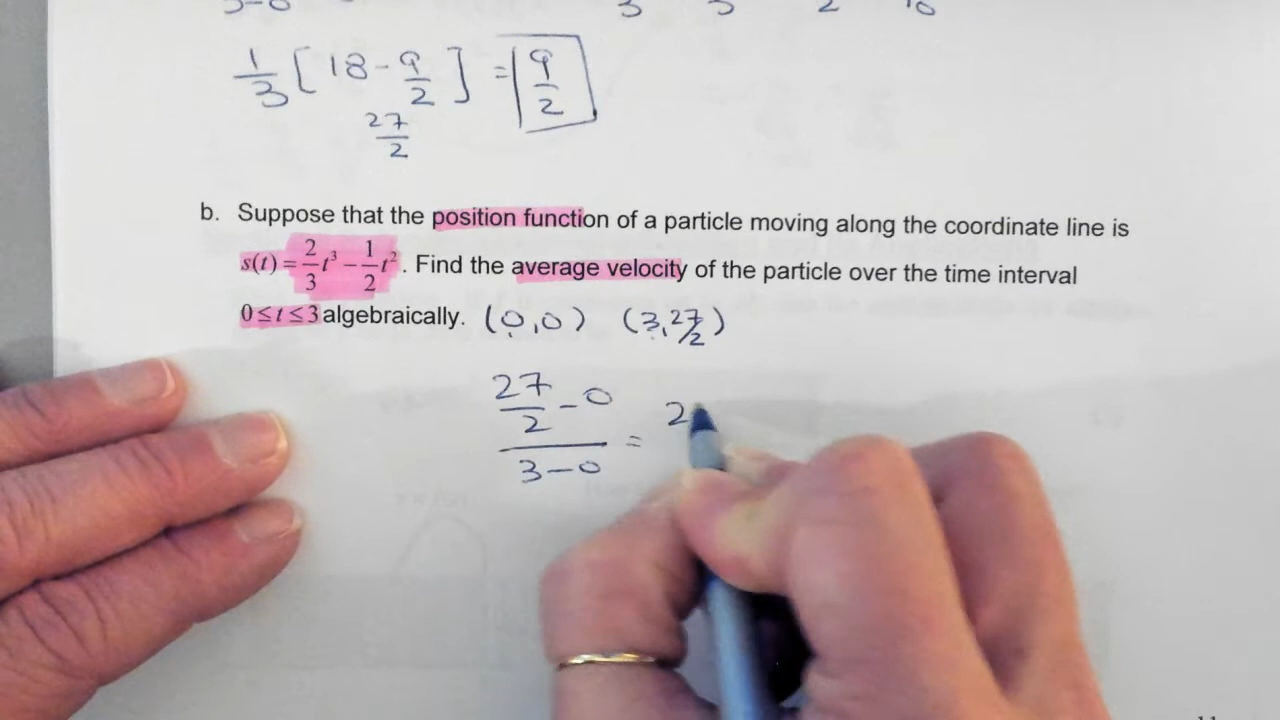 1/3 [ 18 - 9/2 ] = 9/2
27/2
b. Suppose that the position function of a particle moving along the coordinate line is
s(t) = 2/3 t³ − 1/2 t². Find the average velocity of the particle over the time interval
0 ≤ t ≤ 3 algebraically. (0,0) (3,27/2)
27/2 - 0
3 - 0 = 2